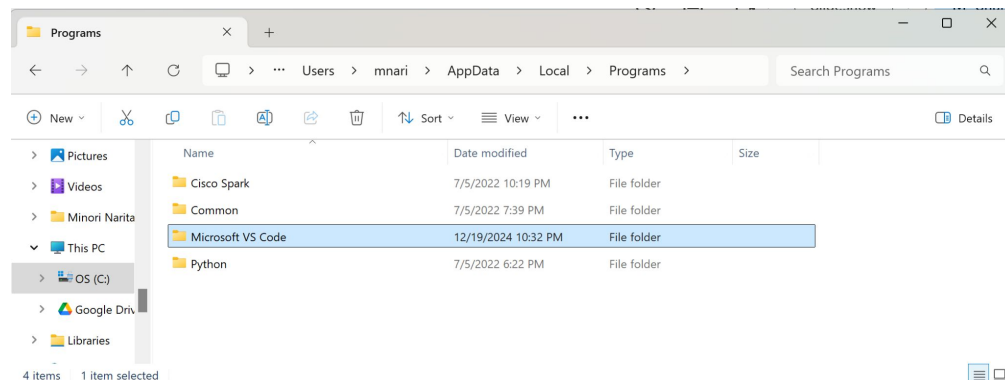 Programs
… Users > mnari > AppData > Local > Programs >
Search Programs
New
Sort
View
Details
Name Date modified Type Size
Pictures
Videos
Minori Narita
This PC
OS (C:)
Google Driv
Libraries
Cisco Spark 7/5/2022 10:19 PM File folder
Common 7/5/2022 7:39 PM File folder
Microsoft VS Code 12/19/2024 10:32 PM File folder
Python 7/5/2022 6:22 PM File folder
4 items 1 item selected